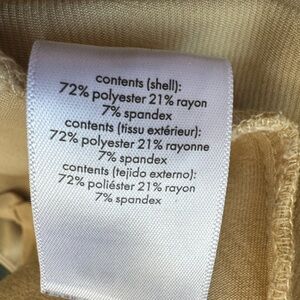 contents (shell):
72% polyester 21% rayon
7% spandex
contents (tissu extérieur):
72% polyester 21% rayonne
7% spandex
contents (tejido externo):
72% poliéster 21% rayon
7% spandex